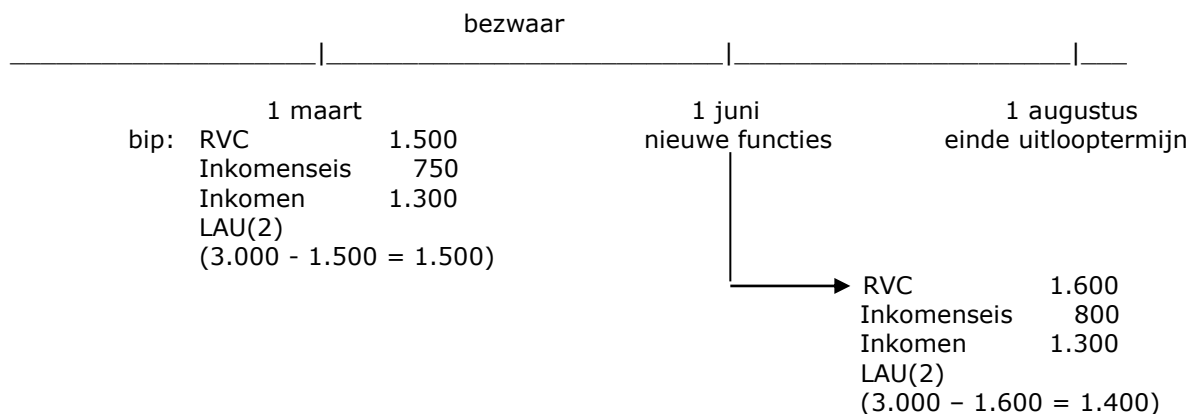 bezwaar
1 maart 1 juni 1 augustus
bip: RVC 1.500 nieuwe functies einde uitlooptermijn
Inkomenseis 750
Inkomen 1.300
LAU(2)
(3.000 - 1.500 = 1.500)
RVC 1.600
Inkomenseis 800
Inkomen 1.300
LAU(2)
(3.000 – 1.600 = 1.400)